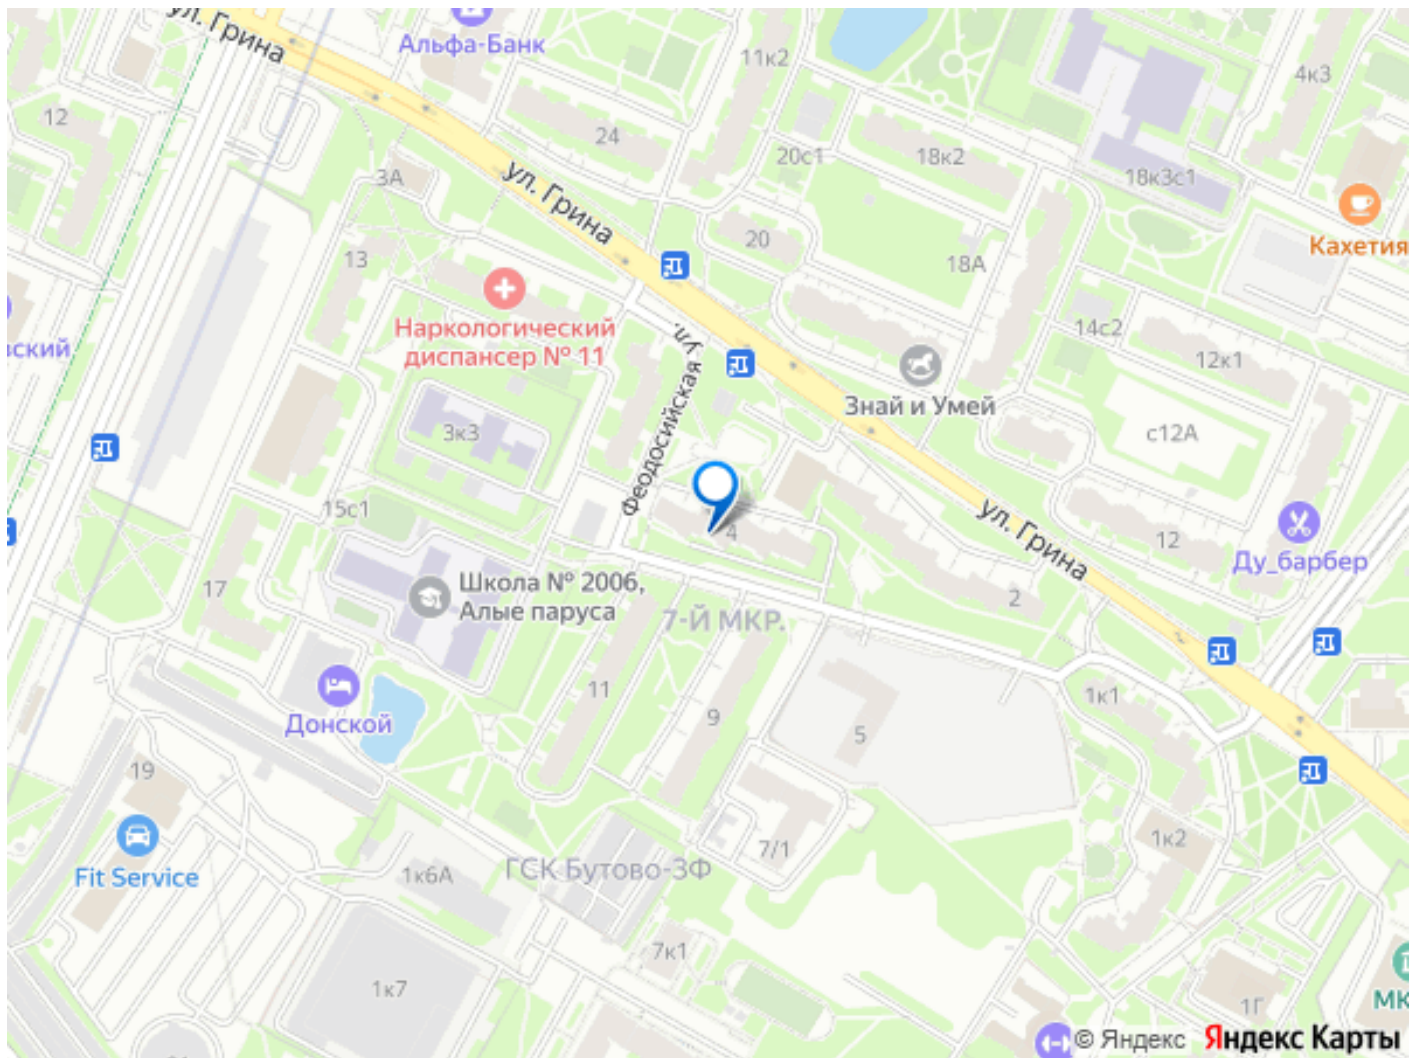 ул. Грина
Альфа-Банк
11к2
4к3
12
24
20с1
18к2
18к3с1
3А
ул. Грина
Кахетия
20
18А
13
Наркологический
диспансер № 11
Феодосийская ул.
14с2
12к1
вский
Знай и Умей
3к3
с12А
15с1
4
ул. Грина
12
Ду_барбер
Школа № 2006,
Алые паруса
17
2
7-Й МКР.
11
9
5
1к1
Донской
19
1к2
7/1
Fit Service
1к6А
ГСК Бутово-3Ф
7к1
1к7
1Г
МК
© Яндекс Яндекс Карты